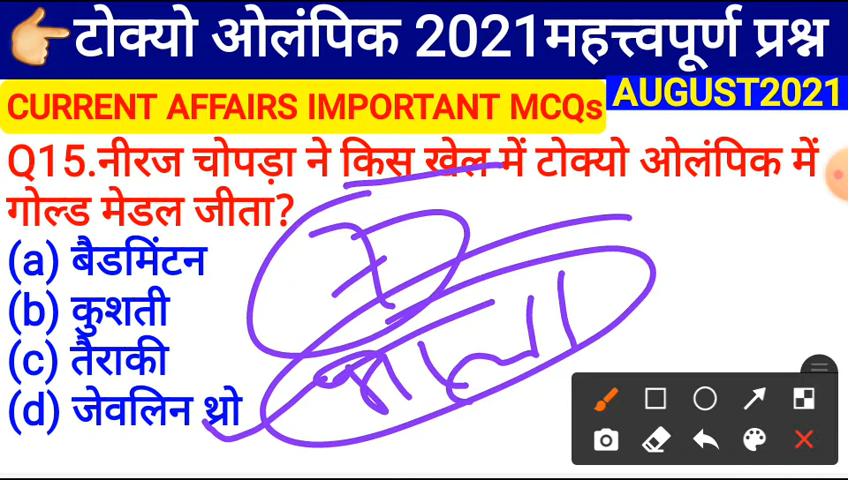 टोक्यो ओलंपिक 2021महत्त्वपूर्ण प्रश्न
CURRENT AFFAIRS IMPORTANT MCQs
AUGUST2021
Q15.नीरज चोपड़ा ने किस खेल में टोक्यो ओलंपिक में
गोल्ड मेडल जीता?
(a) बैडमिंटन
(b) कुशती
(c) तैराकी
(d) जेवलिन थ्रो